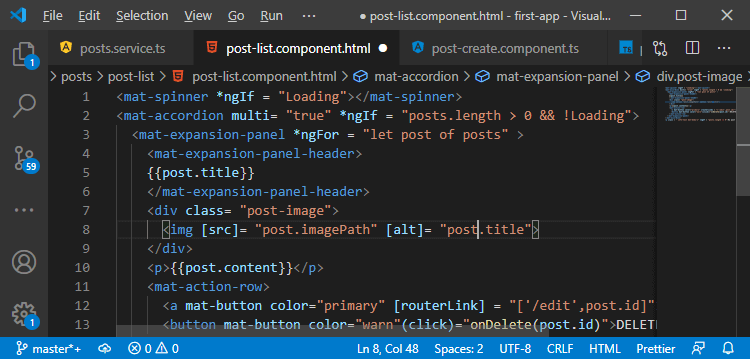 File Edit Selection View Go Run ··· ● post-list.component.html - first-app - Visual...
posts.service.ts post-list.component.html ● post-create.component.ts TS
posts > post-list > post-list.component.html > mat-accordion > mat-expansion-panel > div.post-image
1 <mat-spinner *ngIf = "Loading"></mat-spinner>
2 <mat-accordion multi= "true" *ngIf = "posts.length > 0 && !Loading">
3 <mat-expansion-panel *ngFor = "let post of posts" >
4 <mat-expansion-panel-header>
5 {{post.title}}
6 </mat-expansion-panel-header>
7 <div class= "post-image">
8 <img [src]= "post.imagePath" [alt]= "post.title">
9 </div>
10 <p>{{post.content}}</p>
11 <mat-action-row>
12 <a mat-button color="primary" [routerLink] = "['/edit',post.id]"
13 <button mat-button color="warn"(click)="onDelete(post.id)">DELET
1
59
1
master*+ 0 0 Ln 8, Col 48 Spaces: 2 UTF-8 CRLF HTML Prettier